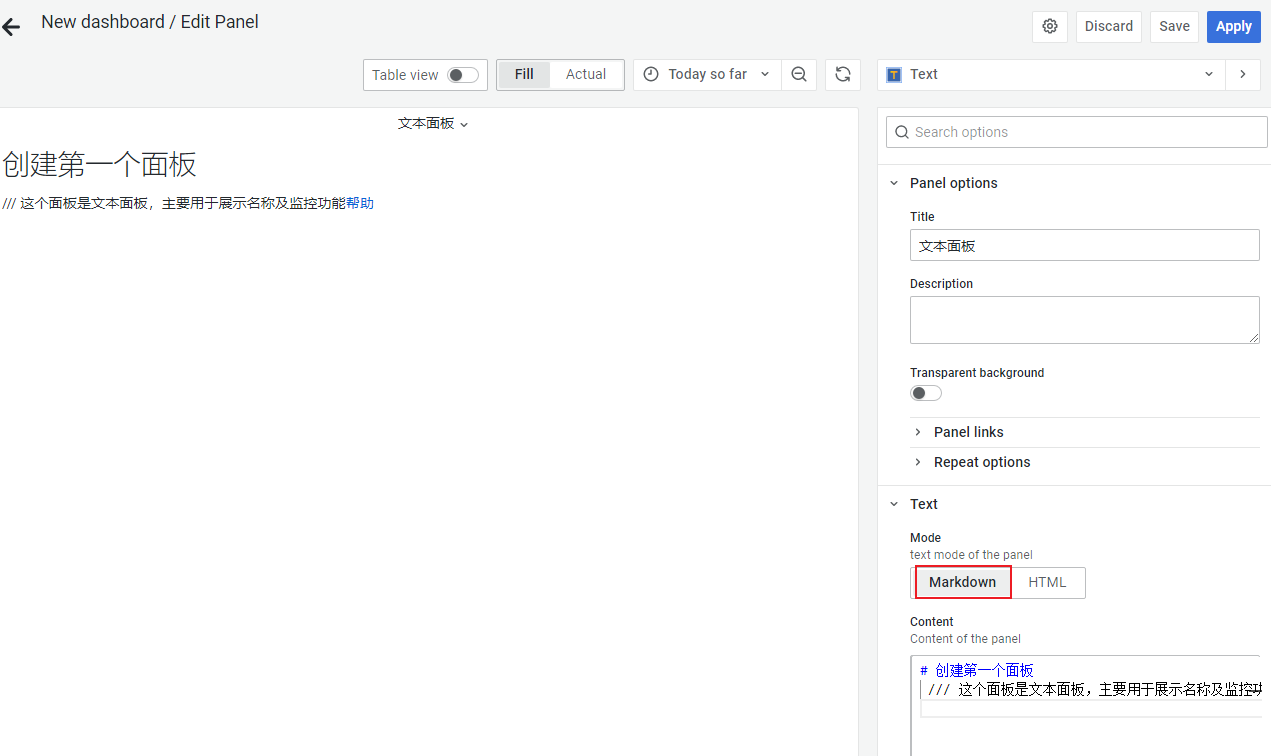 New dashboard / Edit Panel
Discard
Save
Apply
Table view
Fill
Actual
Today so far
Text
文本面板
创建第一个面板
/// 这个面板是文本面板，主要用于展示名称及监控功能帮助
Search options
Panel options
Title
文本面板
Description
Transparent background
Panel links
Repeat options
Text
Mode
text mode of the panel
Markdown
HTML
Content
Content of the panel
# 创建第一个面板
/// 这个面板是文本面板，主要用于展示名称及监控